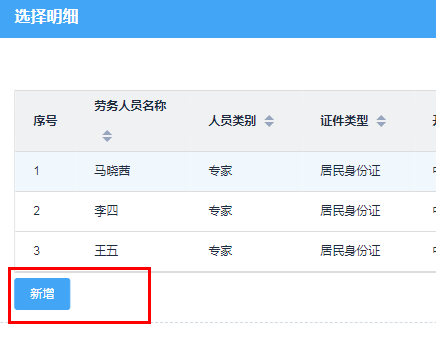 选择明细
序号 劳务人员名称 人员类别 证件类型
1 马晓茜 专家 居民身份证
2 李四 专家 居民身份证
3 王五 专家 居民身份证
新增